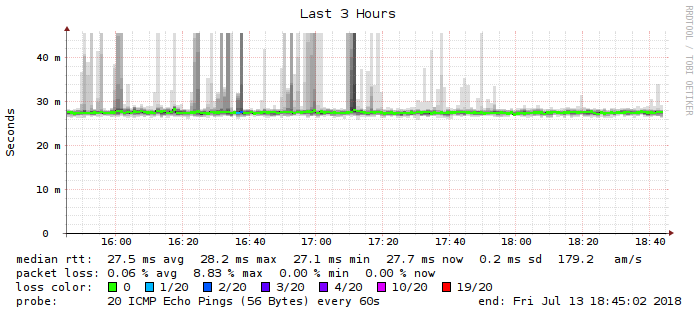 Last 3 Hours
RRDTOOL / TOBI OETIKER
Seconds
40 m
30 m
20 m
10 m
0
16:00 16:20 16:40 17:00 17:20 17:40 18:00 18:20 18:40
median rtt: 27.5 ms avg 28.2 ms max 27.1 ms min 27.7 ms now 0.2 ms sd 179.2 am/s
packet loss: 0.06 % avg 8.83 % max 0.00 % min 0.00 % now
loss color: 0 1/20 2/20 3/20 4/20 10/20 19/20
probe: 20 ICMP Echo Pings (56 Bytes) every 60s end: Fri Jul 13 18:45:02 2018